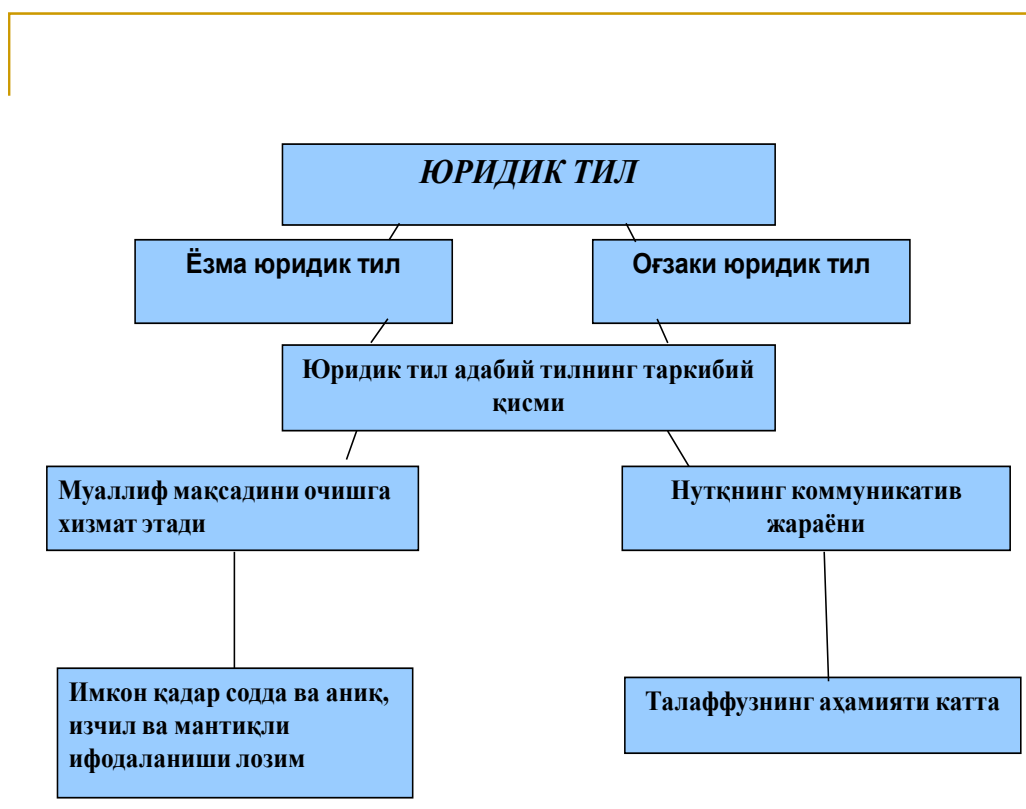 ЮРИДИК ТИЛ
Ёзма юридик тил
Оғзаки юридик тил
Юридик тил адабий тилнинг таркибий
қисми
Муаллиф мақсадини очишга
хизмат этади
Нутқнинг коммуникатив
жараёни
Имкон қадар содда ва аниқ,
изчил ва мантиқли
ифодаланиши лозим
Талаффузнинг аҳамияти катта